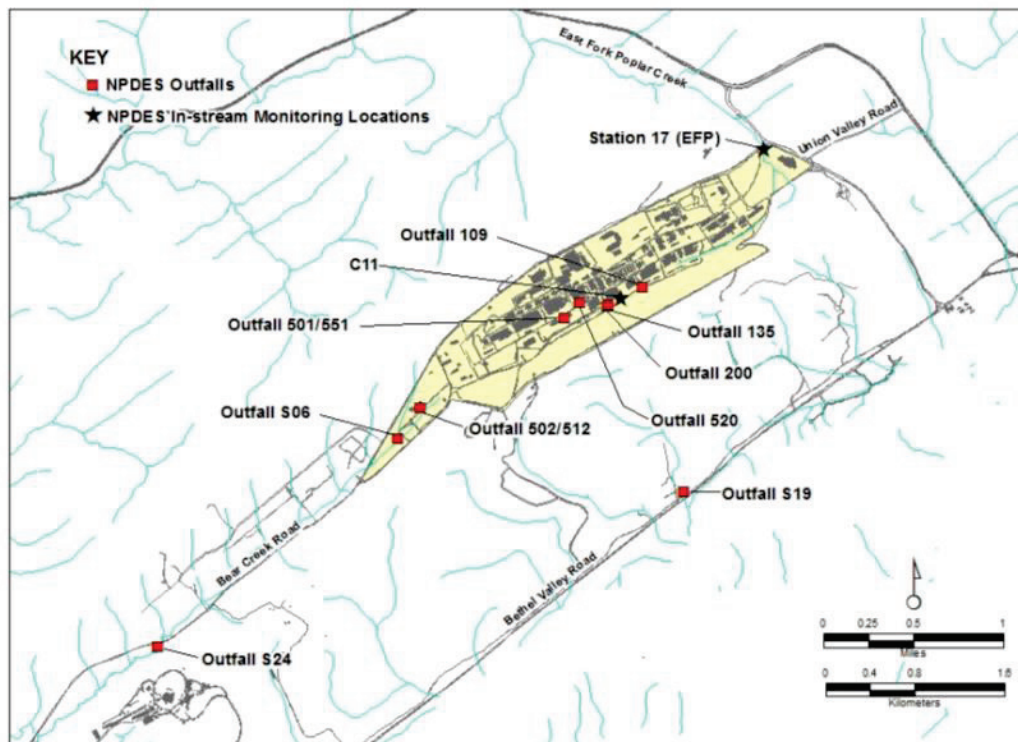 KEY
NPDES Outfalls
NPDES In-stream Monitoring Locations
East Fork Poplar Creek
Union Valley Road
Station 17 (EFP)
Outfall 109
C11
Outfall 501/551
Outfall 135
Outfall 200
Outfall S06
Outfall 520
Outfall 502/512
Outfall S19
Bear Creek Road
Bethel Valley Road
Outfall S24
0 0.25 0.5 1
Miles
0 0.4 0.8 1.6
Kilometers